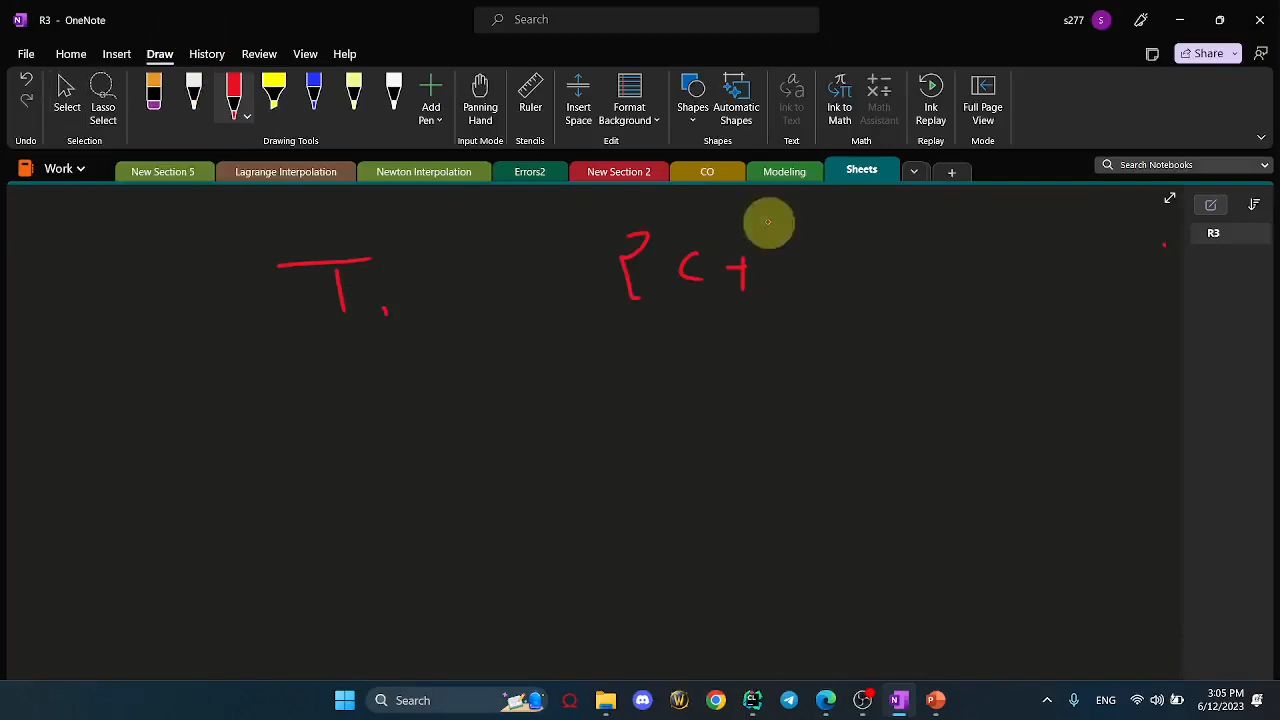 R3 - OneNote
Search
s277
S
File Home Insert Draw History Review View Help
Share
Undo
Select
Lasso Select
Add Pen
Panning Hand
Ruler
Insert Space
Format Background
Shapes
Automatic Shapes
Ink to Text
Ink to Math
Math Assistant
Ink Replay
Full Page View
Undo
Selection
Drawing Tools
Input Mode
Stencils
Edit
Shapes
Text
Math
Replay
Mode
Work
New Section 5
Lagrange Interpolation
Newton Interpolation
Errors2
New Section 2
CO
Modeling
Sheets
Search Notebooks
R3
T.
{ c +
Search
ENG
3:05 PM
6/12/2023